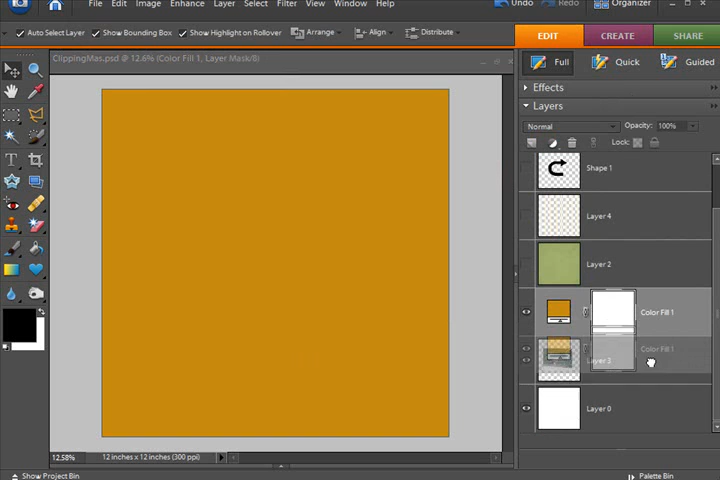 Edit Image Enhance Layer Select Filter View Window Help Undo Redo Organizer
Auto Select Layer Show Bounding Box Show Highlight on Rollover Arrange Align Distribute
EDIT CREATE SHARE
ClippingMas.psd @ 12.6% (Color Fill 1, Layer Mask/8)
Full Quick Guided
Effects
Layers
Normal Opacity: 100%
Lock:
Shape 1
Layer 4
Layer 2
Color Fill 1
Color Fill 1
Layer 3
Layer 0
12.58% 12 inches x 12 inches (300 ppi)
Show Project Bin Palette Bin